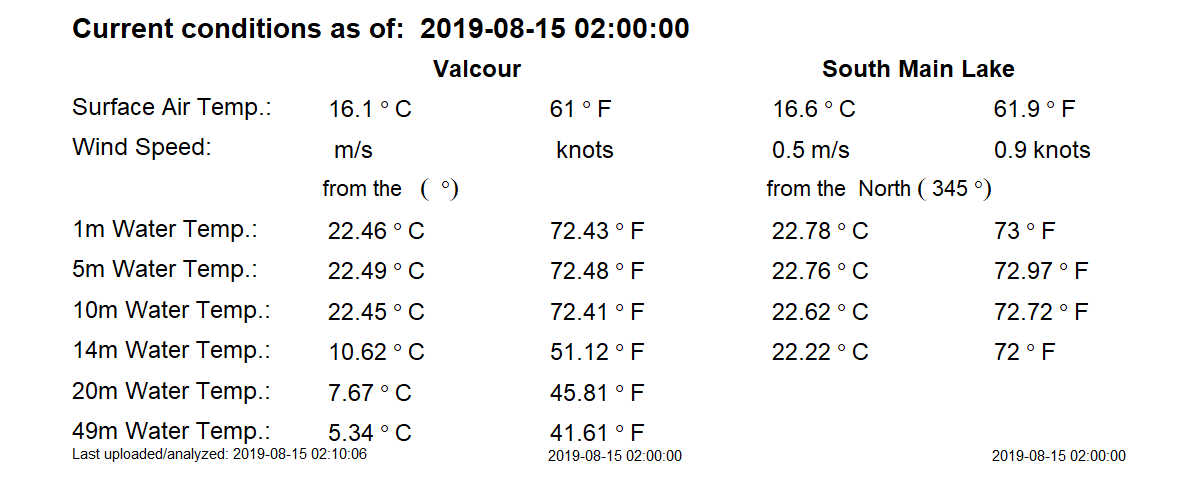 Current conditions as of: 2019-08-15 02:00:00
Valcour South Main Lake
Surface Air Temp.: 16.1 ° C 61 ° F 16.6 ° C 61.9 ° F
Wind Speed: m/s knots 0.5 m/s 0.9 knots
from the ( °) from the North ( 345 °)
1m Water Temp.: 22.46 ° C 72.43 ° F 22.78 ° C 73 ° F
5m Water Temp.: 22.49 ° C 72.48 ° F 22.76 ° C 72.97 ° F
10m Water Temp.: 22.45 ° C 72.41 ° F 22.62 ° C 72.72 ° F
14m Water Temp.: 10.62 ° C 51.12 ° F 22.22 ° C 72 ° F
20m Water Temp.: 7.67 ° C 45.81 ° F
49m Water Temp.: 5.34 ° C 41.61 ° F
Last uploaded/analyzed: 2019-08-15 02:10:06 2019-08-15 02:00:00 2019-08-15 02:00:00